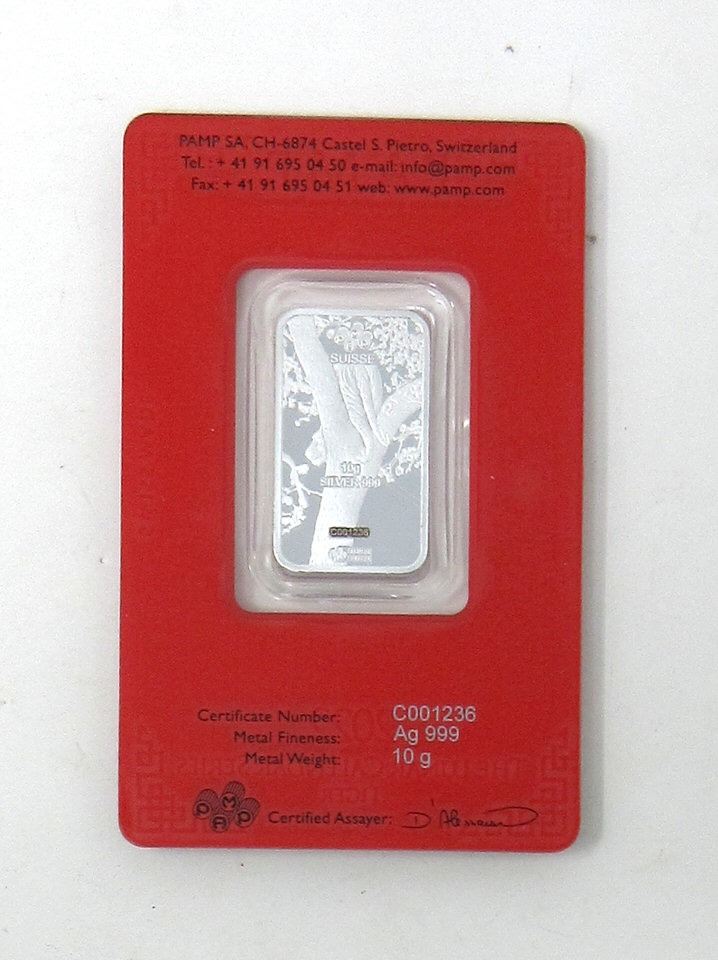 PAMP SA, CH-6874 Castel S. Pietro, Switzerland
Tel. : + 41 91 695 04 50 e-mail: info@pamp.com
Fax: + 41 91 695 04 51 web: www.pamp.com
PAMP
SUISSE
10g
SILVER 999
C001236
Certificate Number: C001236
Metal Fineness: Ag 999
Metal Weight: 10 g
PAMP Certified Assayer: